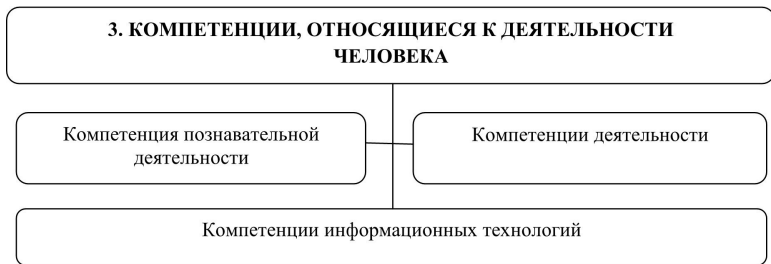 3. КОМПЕТЕНЦИИ, ОТНОСЯЩИЕСЯ К ДЕЯТЕЛЬНОСТИ
ЧЕЛОВЕКА
Компетенция познавательной
деятельности
Компетенции деятельности
Компетенции информационных технологий